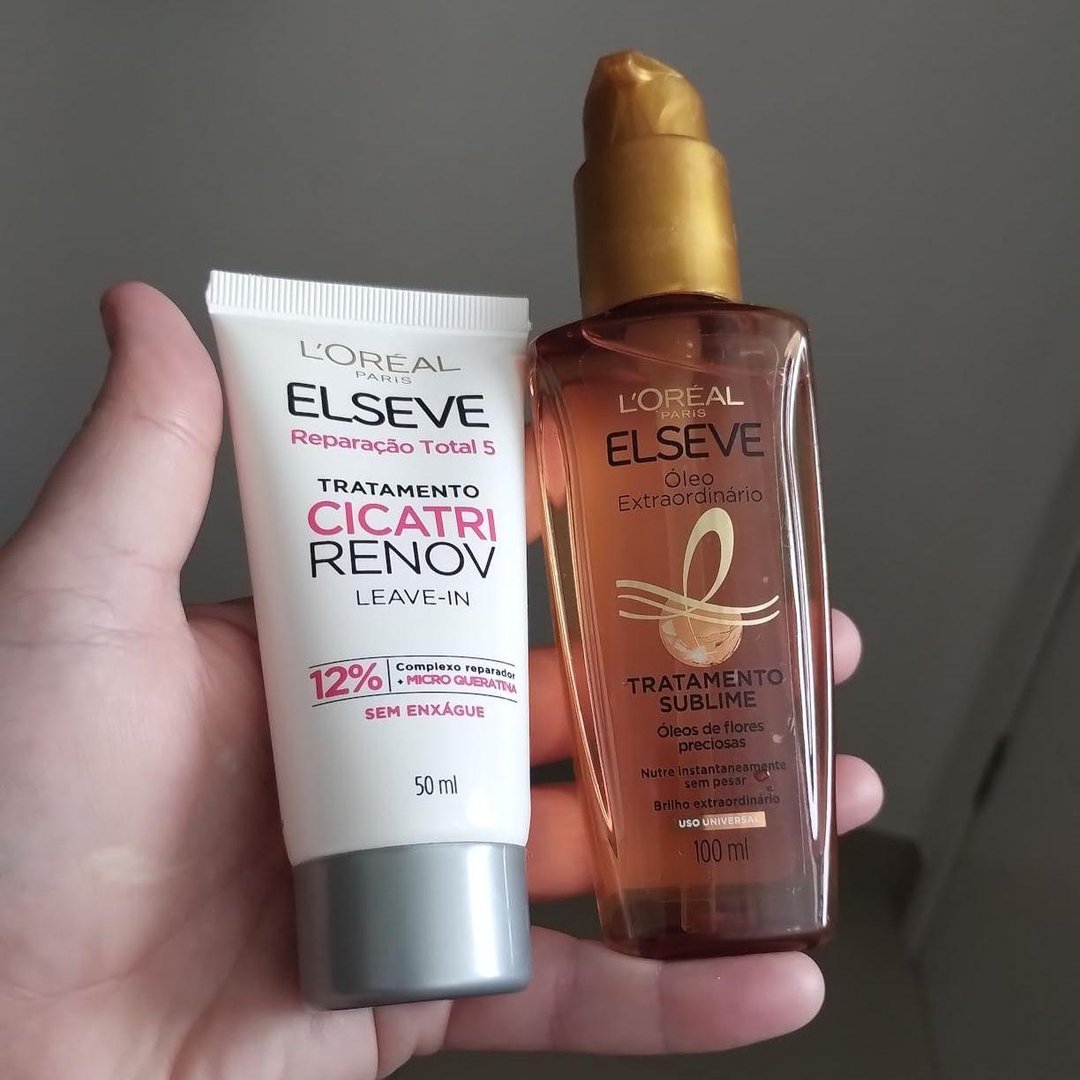 L'ORÉAL
PARIS
ELSEVE
Reparação Total 5
TRATAMENTO
CICATRI
RENOV
LEAVE-IN
12%
Complexo reparador
+ MICRO QUERATINA
SEM ENXÁGUE
50 ml
L'ORÉAL
PARIS
ELSEVE
Óleo
Extraordinário
TRATAMENTO
SUBLIME
Óleos de flores
preciosas
Nutre instantaneamente
sem pesar
Brilho extraordinário
USO UNIVERSAL
100 ml